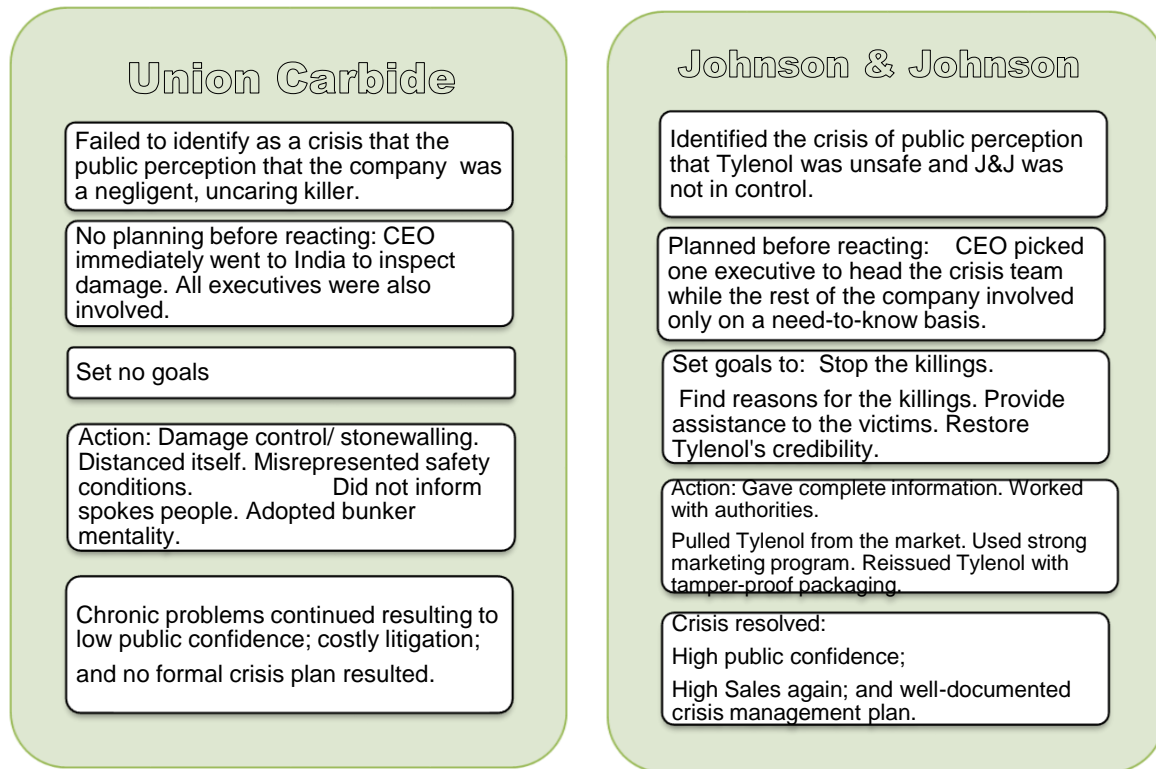 Union Carbide
Failed to identify as a crisis that the
public perception that the company was
a negligent, uncaring killer.
No planning before reacting: CEO
immediately went to India to inspect
damage. All executives were also
involved.
Set no goals
Action: Damage control/ stonewalling.
Distanced itself. Misrepresented safety
conditions. Did not inform
spokes people. Adopted bunker
mentality.
Chronic problems continued resulting to
low public confidence; costly litigation;
and no formal crisis plan resulted.
Johnson & Johnson
Identified the crisis of public perception
that Tylenol was unsafe and J&J was
not in control.
Planned before reacting: CEO picked
one executive to head the crisis team
while the rest of the company involved
only on a need-to-know basis.
Set goals to: Stop the killings.
Find reasons for the killings. Provide
assistance to the victims. Restore
Tylenol's credibility.
Action: Gave complete information. Worked
with authorities.
Pulled Tylenol from the market. Used strong
marketing program. Reissued Tylenol with
tamper-proof packaging.
Crisis resolved:
High public confidence;
High Sales again; and well-documented
crisis management plan.